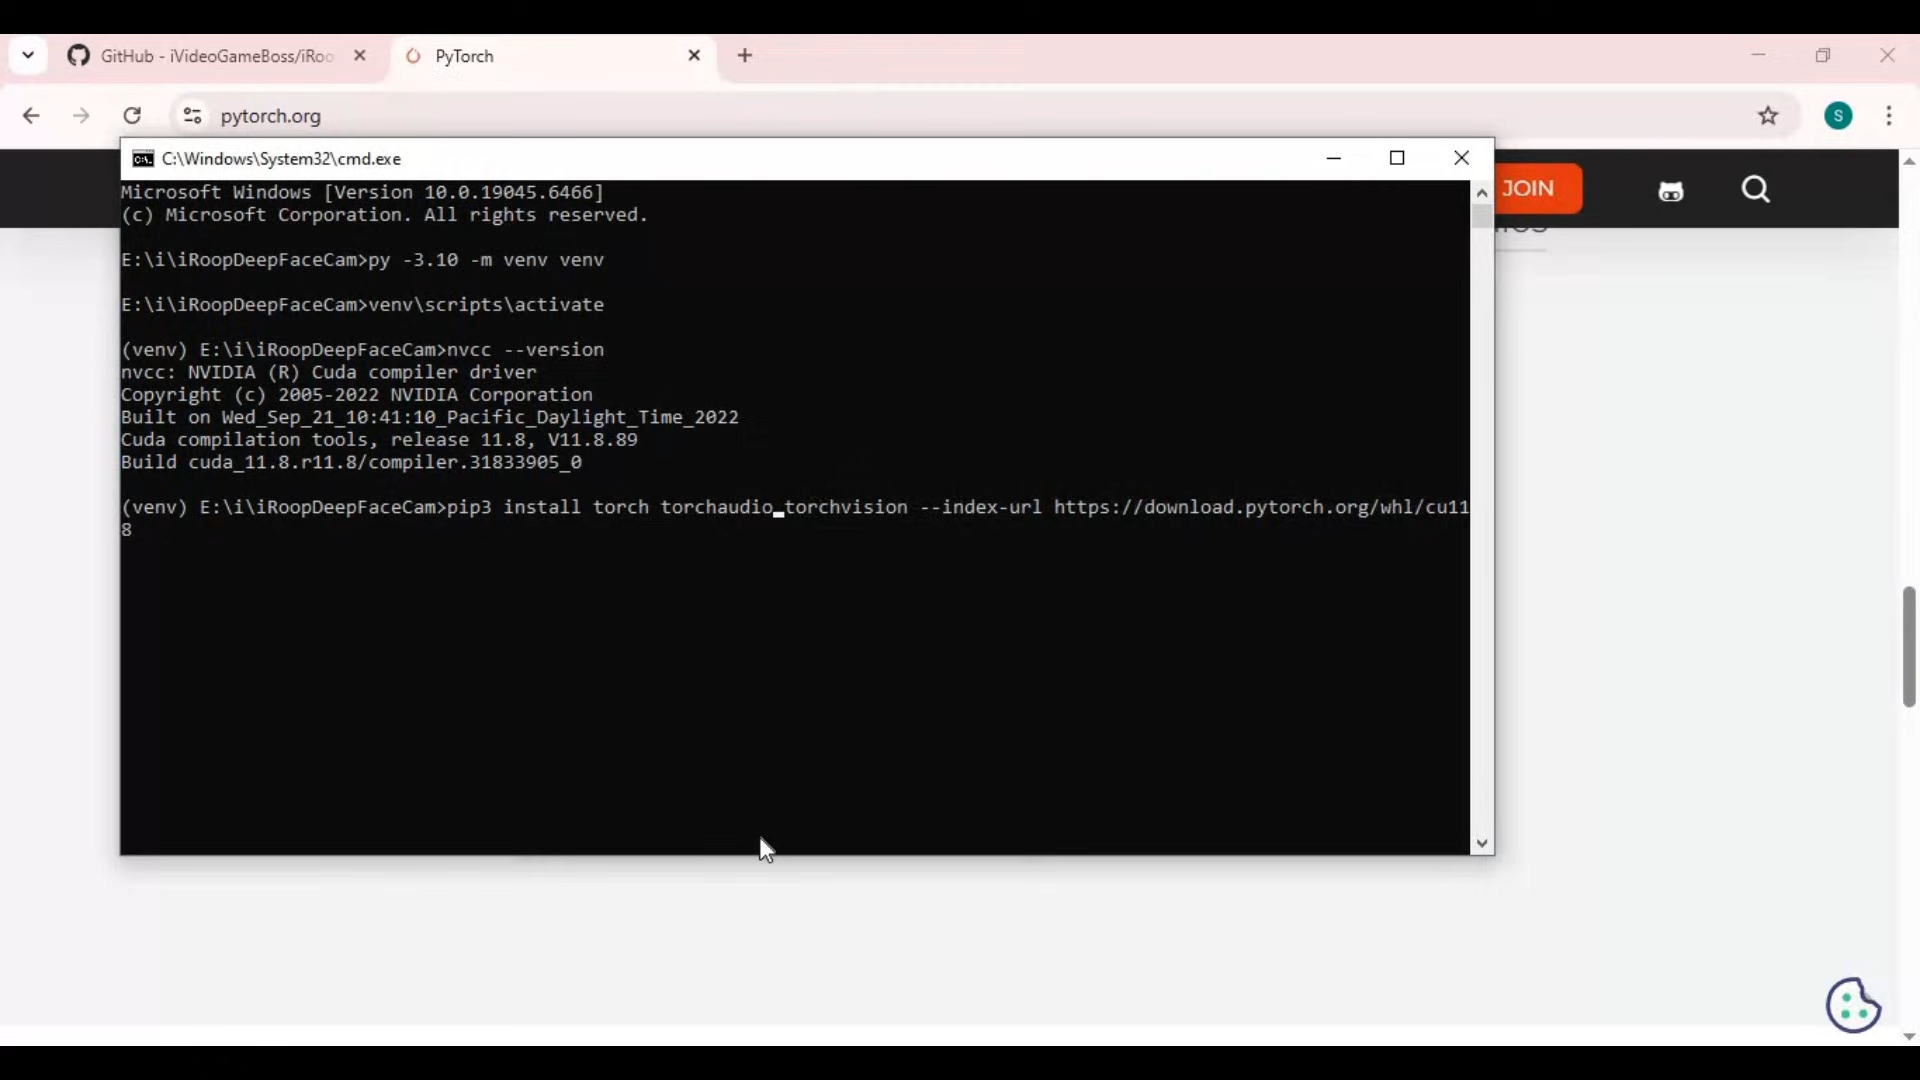 GitHub - iVideoGameBoss/iRoo
PyTorch
pytorch.org
S
C:\Windows\System32\cmd.exe
JOIN
Microsoft Windows [Version 10.0.19045.6466]
(c) Microsoft Corporation. All rights reserved.
E:\i\iRoopDeepFaceCam>py -3.10 -m venv venv
E:\i\iRoopDeepFaceCam>venv\scripts\activate
(venv) E:\i\iRoopDeepFaceCam>nvcc --version
nvcc: NVIDIA (R) Cuda compiler driver
Copyright (c) 2005-2022 NVIDIA Corporation
Built on Wed_Sep_21_10:41:10_Pacific_Daylight_Time_2022
Cuda compilation tools, release 11.8, V11.8.89
Build cuda_11.8.r11.8/compiler.31833905_0
(venv) E:\i\iRoopDeepFaceCam>pip3 install torch torchaudio torchvision --index-url https://download.pytorch.org/whl/cu11
8